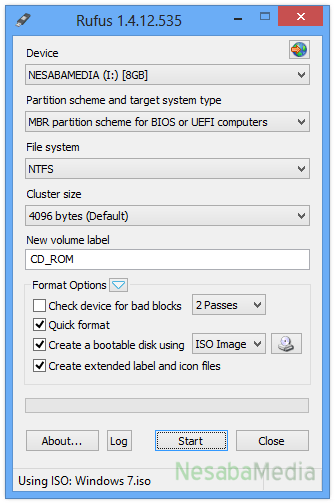 Rufus 1.4.12.535
Device
NESABAMEDIA (I:) [8GB]
Partition scheme and target system type
MBR partition scheme for BIOS or UEFI computers
File system
NTFS
Cluster size
4096 bytes (Default)
New volume label
CD_ROM
Format Options
Check device for bad blocks 2 Passes
Quick format
Create a bootable disk using ISO Image
Create extended label and icon files
About... Log Start Close
NesabaMedia
Using ISO: Windows 7.iso